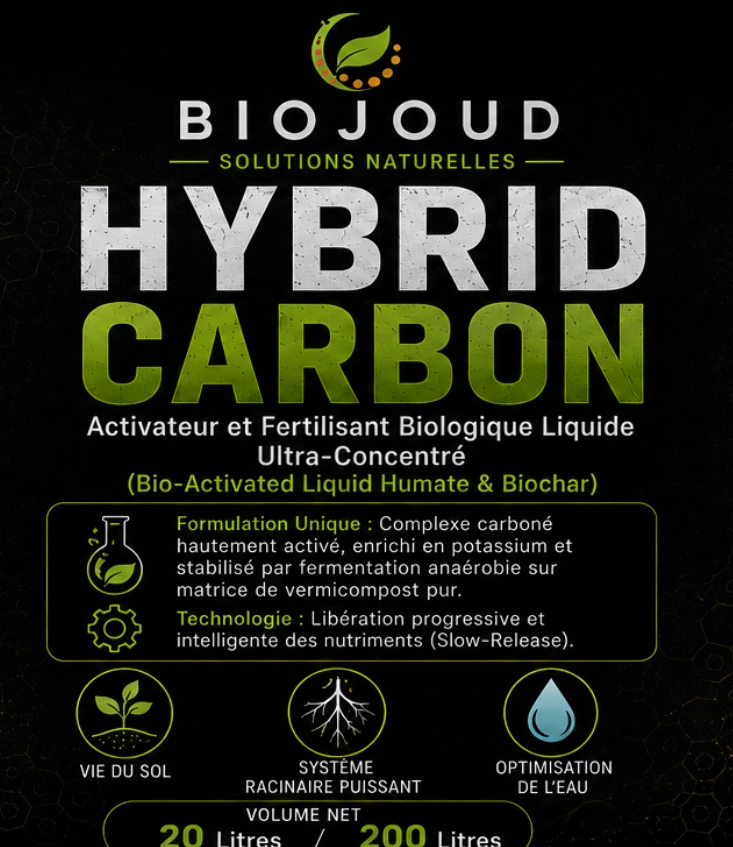 BIOJOUD
SOLUTIONS NATURELLES
HYBRID
CARBON
Activateur et Fertilisant Biologique Liquide
Ultra-Concentré
(Bio-Activated Liquid Humate & Biochar)
Formulation Unique : Complexe carboné
hautement activé, enrichi en potassium et
stabilisé par fermentation anaérobie sur
matrice de vermicompost pur.
Technologie : Libération progressive et
intelligente des nutriments (Slow-Release).
VIE DU SOL
SYSTÈME
RACINAIRE PUISSANT
OPTIMISATION
DE L'EAU
VOLUME NET
20 Litres / 200 Litres